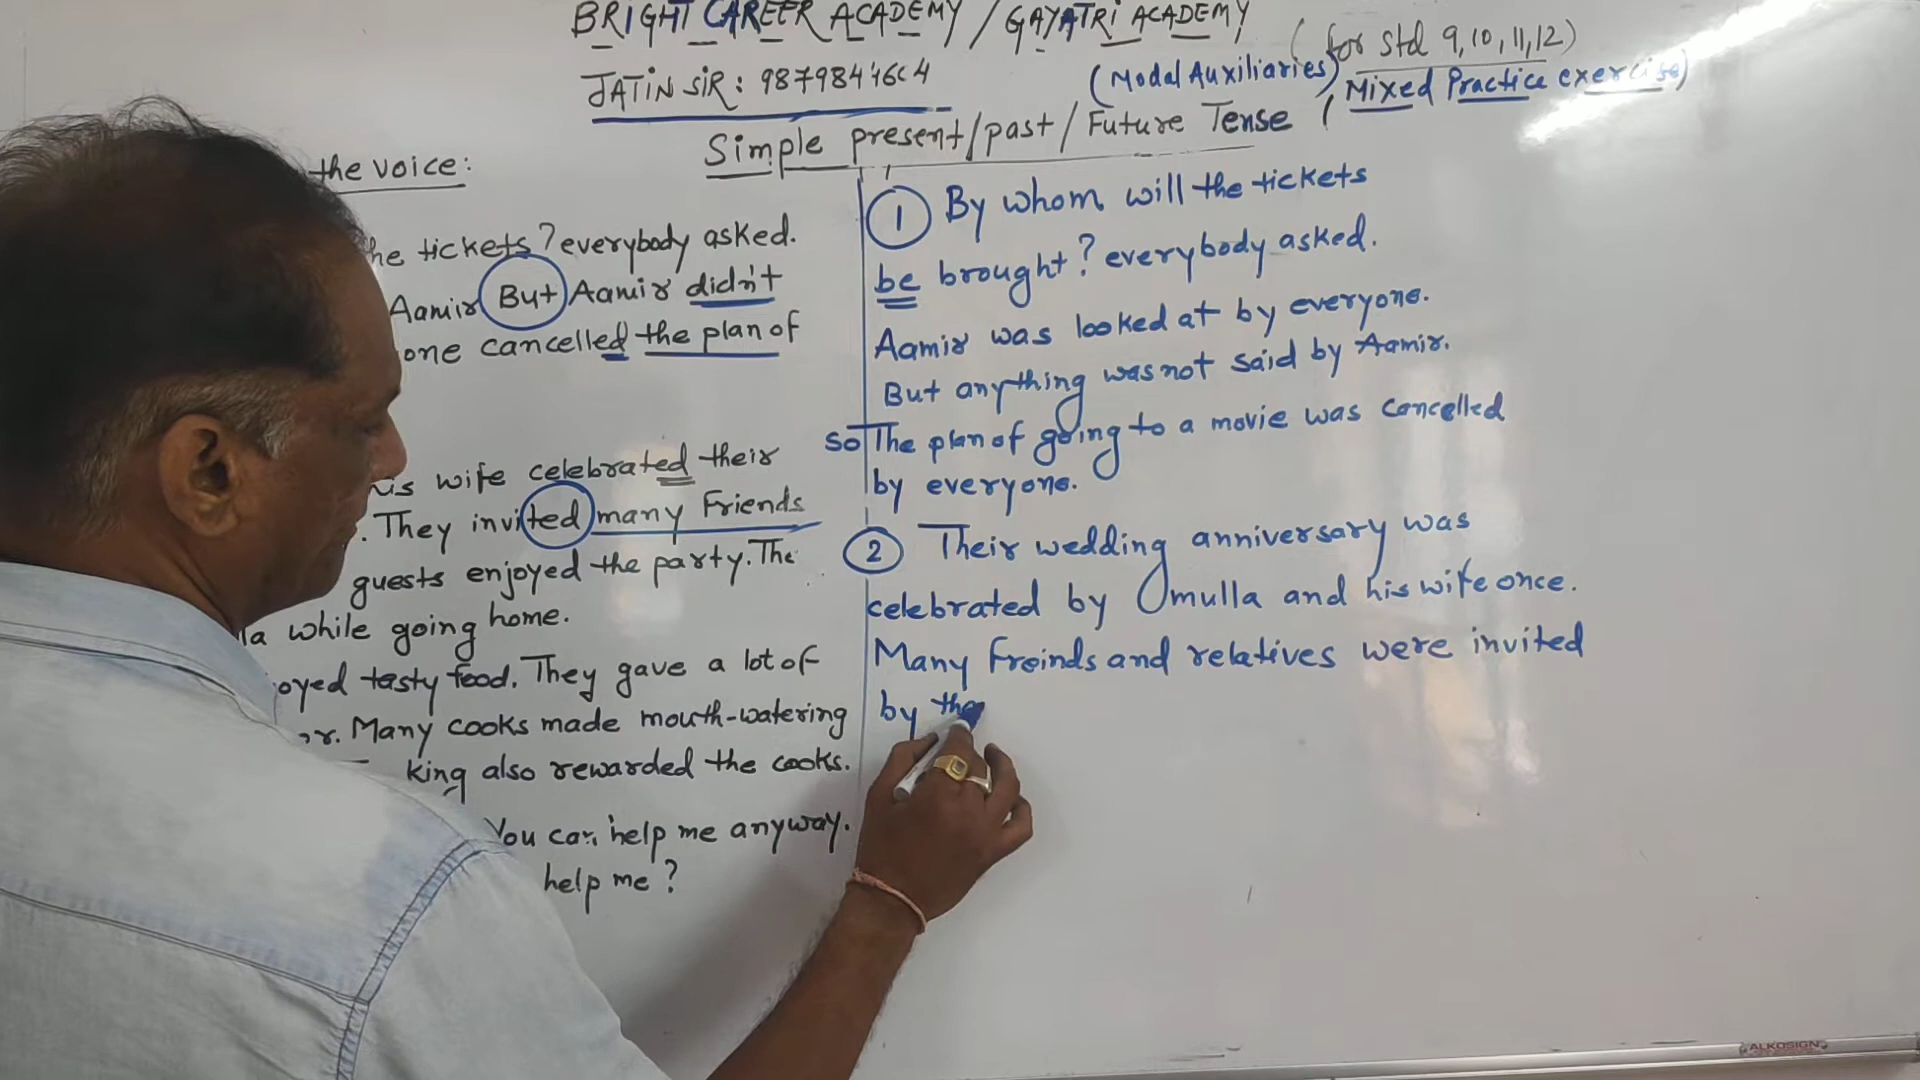 BRIGHT CAREER ACADEMY / GAYATRI ACADEMY
(for std 9,10,11,12)
JATIN SIR:
(Modal Auxiliaries)
(Mixed Practice exercise)
Simple present/past/Future Tense
the voice:
he tickets? everybody asked.
Aamir But Aamir didn't
one cancelled the plan of
his wife celebrated their
. They invited many Friends
guests enjoyed the party. The
la while going home.
oyed tasty food. They gave a lot of
or. Many cooks made mouth-watering
king also rewarded the cooks.
You can help me anyway.
help me?
1 By whom will the tickets
be brought? everybody asked.
Aamir was looked at by everyone.
But anything was not said by Aamir.
So The plan of going to a movie was cancelled
by everyone.
2 Their wedding anniversary was
celebrated by mulla and his wife once.
Many Freinds and relatives were invited
by the
ALKOSIGN